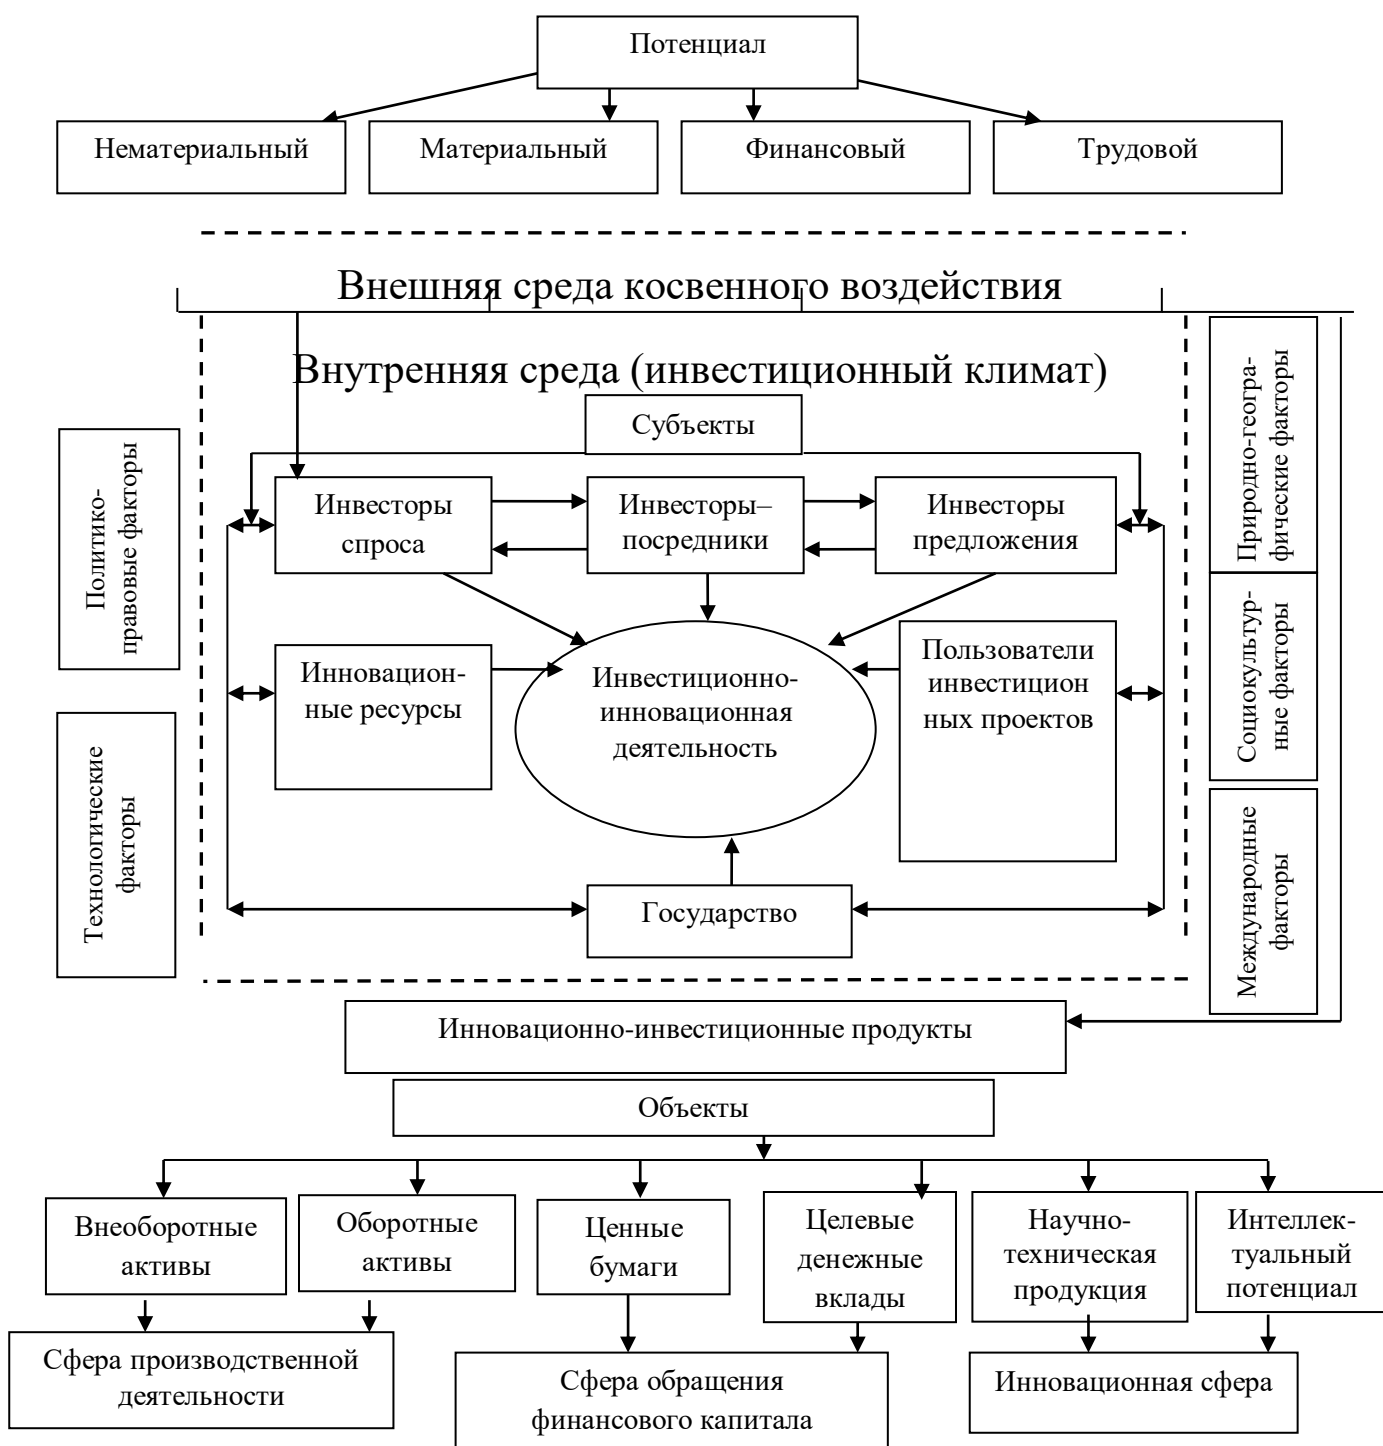 Потенциал
Нематериальный
Материальный
Финансовый
Трудовой
Внешняя среда косвенного воздействия
Внутренняя среда (инвестиционный климат)
Субъекты
Политико-
правовые факторы
Технологические
факторы
Инвесторы
спроса
Инвесторы–
посредники
Инвесторы
предложения
Инновацион-
ные ресурсы
Инвестиционно-
инновационная
деятельность
Пользователи
инвестицион
ных проектов
Государство
Природно-геогра-
фические факторы
Социокультур-
ные факторы
Международные
факторы
Инновационно-инвестиционные продукты
Объекты
Внеоборотные
активы
Оборотные
активы
Ценные
бумаги
Целевые
денежные
вклады
Научно-
техническая
продукция
Интеллек-
туальный
потенциал
Сфера производственной
деятельности
Сфера обращения
финансового капитала
Инновационная сфера